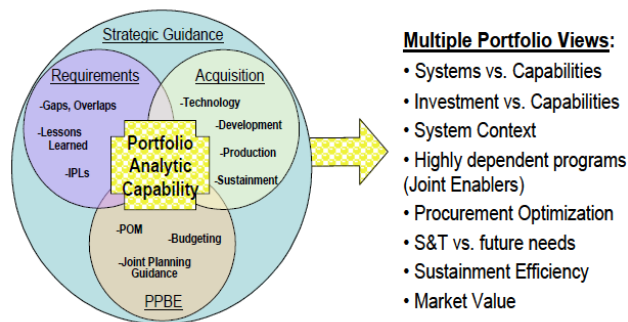 Strategic Guidance
Requirements
-Gaps, Overlaps
-Lessons
Learned
-IPLs
Acquisition
-Technology
-Development
-Production
-Sustainment
Portfolio
Analytic
Capability
-POM
-Budgeting
-Joint Planning
Guidance
PPBE
Multiple Portfolio Views:
• Systems vs. Capabilities
• Investment vs. Capabilities
• System Context
• Highly dependent programs
(Joint Enablers)
• Procurement Optimization
• S&T vs. future needs
• Sustainment Efficiency
• Market Value